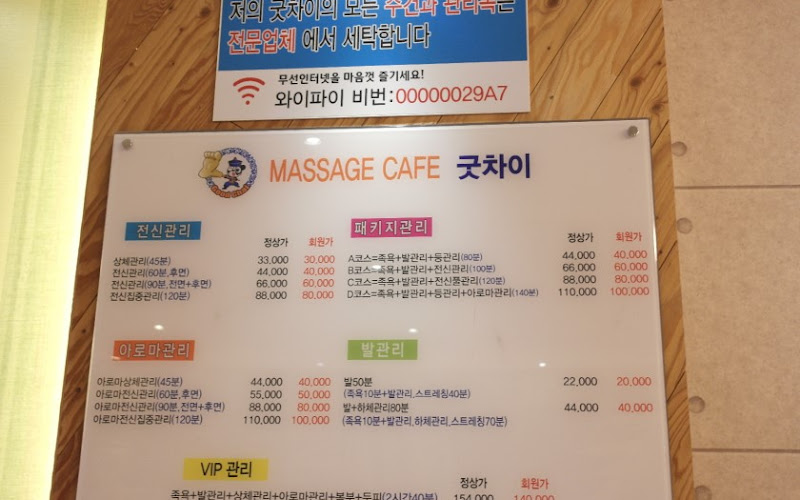 저의 굿차이의 모든 수건과 관리복은
전문업체 에서 세탁합니다
무선인터넷을 마음껏 즐기세요!
와이파이 비번:00000029A7
MASSAGE CAFE 굿차이
전신관리
정상가 회원가
상체관리(45분) 33,000 30,000
전신관리(60분,후면) 44,000 40,000
전신관리(90분,전면+후면) 66,000 60,000
전신집중관리(120분) 88,000 80,000
패키지관리
정상가 회원가
A코스=족욕+발관리+등관리(80분) 44,000 40,000
B코스=족욕+발관리+전신관리(100분) 66,000 60,000
C코스=족욕+발관리+전신풀관리(120분) 88,000 80,000
D코스=족욕+발관리+등관리+아로마관리(140분) 110,000 100,000
아로마관리
아로마상체관리(45분) 44,000 40,000
아로마전신관리(60분,후면) 55,000 50,000
아로마전신관리(90분,전면+후면) 88,000 80,000
아로마전신집중관리(120분) 110,000 100,000
발관리
발50분 22,000 20,000
(족욕10분+발관리,스트레칭40분)
발+하체관리80분 44,000 40,000
(족욕10분+발관리,하체관리,스트레칭70분)
VIP 관리
정상가 회원가
족욕+발관리+상체관리+아로마관리+복부+두피(2시간40분) 154,000 140,000